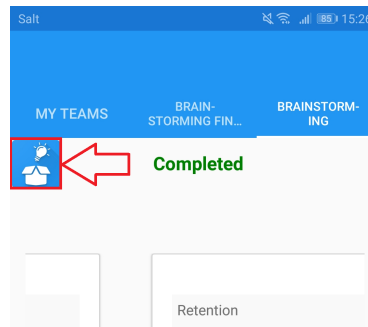 Salt 85 15:26
MY TEAMS
BRAIN-
STORMING FIN...
BRAINSTORM-
ING
Completed
Retention